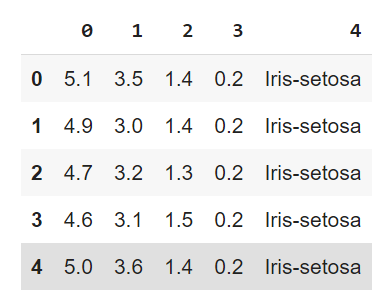 0 1 2 3 4
0 5.1 3.5 1.4 0.2 Iris-setosa
1 4.9 3.0 1.4 0.2 Iris-setosa
2 4.7 3.2 1.3 0.2 Iris-setosa
3 4.6 3.1 1.5 0.2 Iris-setosa
4 5.0 3.6 1.4 0.2 Iris-setosa